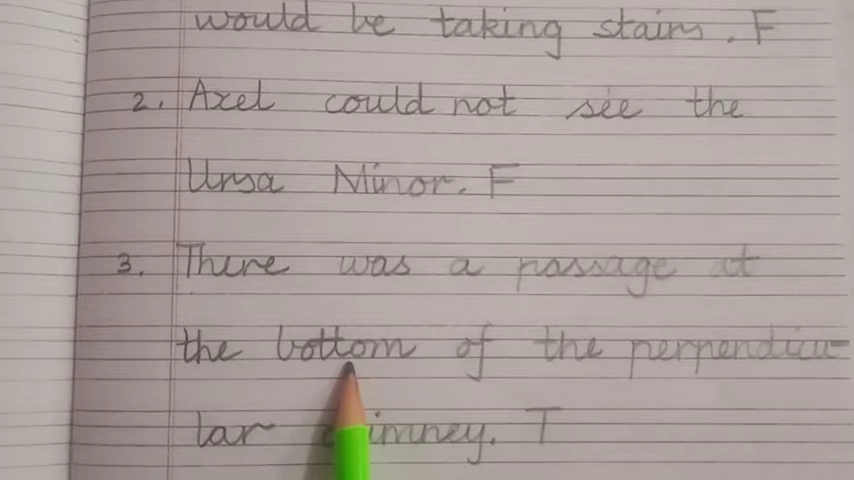 would be taking stairs. F
2. Axel could not see the
Ursa Minor. F
3. There was a passage at
the bottom of the perpendicu-
lar chimney. T